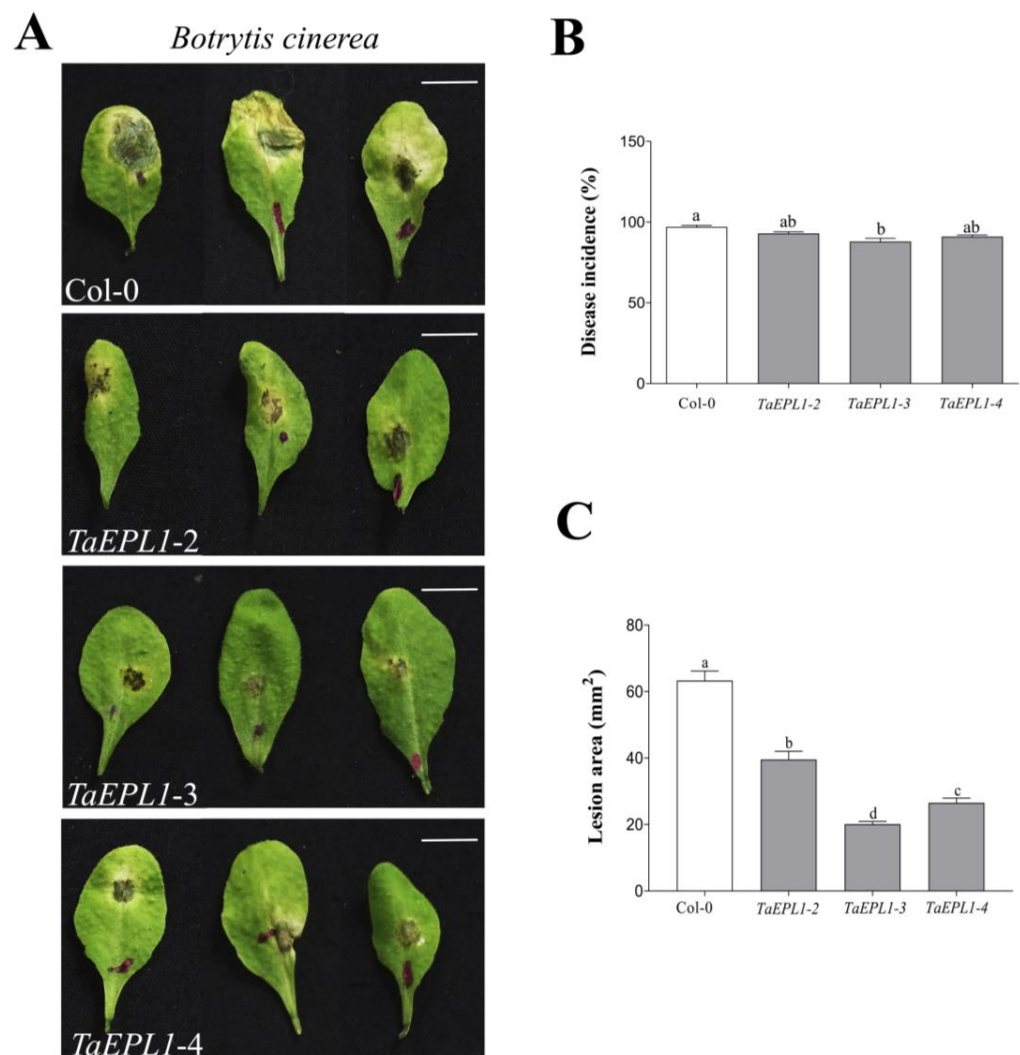 A
Botrytis cinerea
Col-0
TaEPL1-2
TaEPL1-3
TaEPL1-4
B
Disease incidence (%)
150
100
50
0
a
ab
b
ab
Col-0
TaEPL1-2
TaEPL1-3
TaEPL1-4
C
Lesion area (mm²)
80
60
40
20
0
a
b
d
c
Col-0
TaEPL1-2
TaEPL1-3
TaEPL1-4